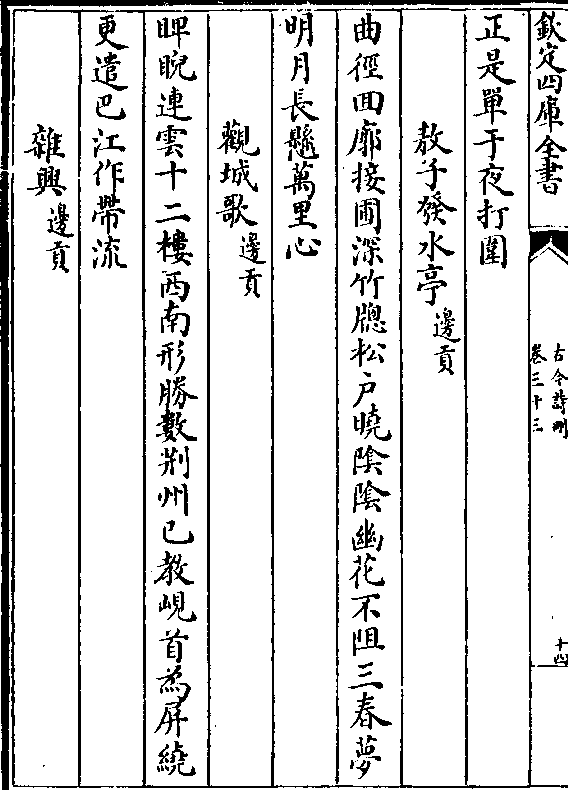 欽定四庫全書
古今詩刪
卷三十三
十四
正是單于夜打圍
敖子發水亭 邊貢
曲徑回廊接圃深竹牕松户曉陰陰幽花不阻三春夢
明月長懸萬里心
觀城歌 邊貢
睥睨連雲十二樓西南形勝數荆州已教峴首為屏繞
更遣巴江作帶流
雜興 邊貢